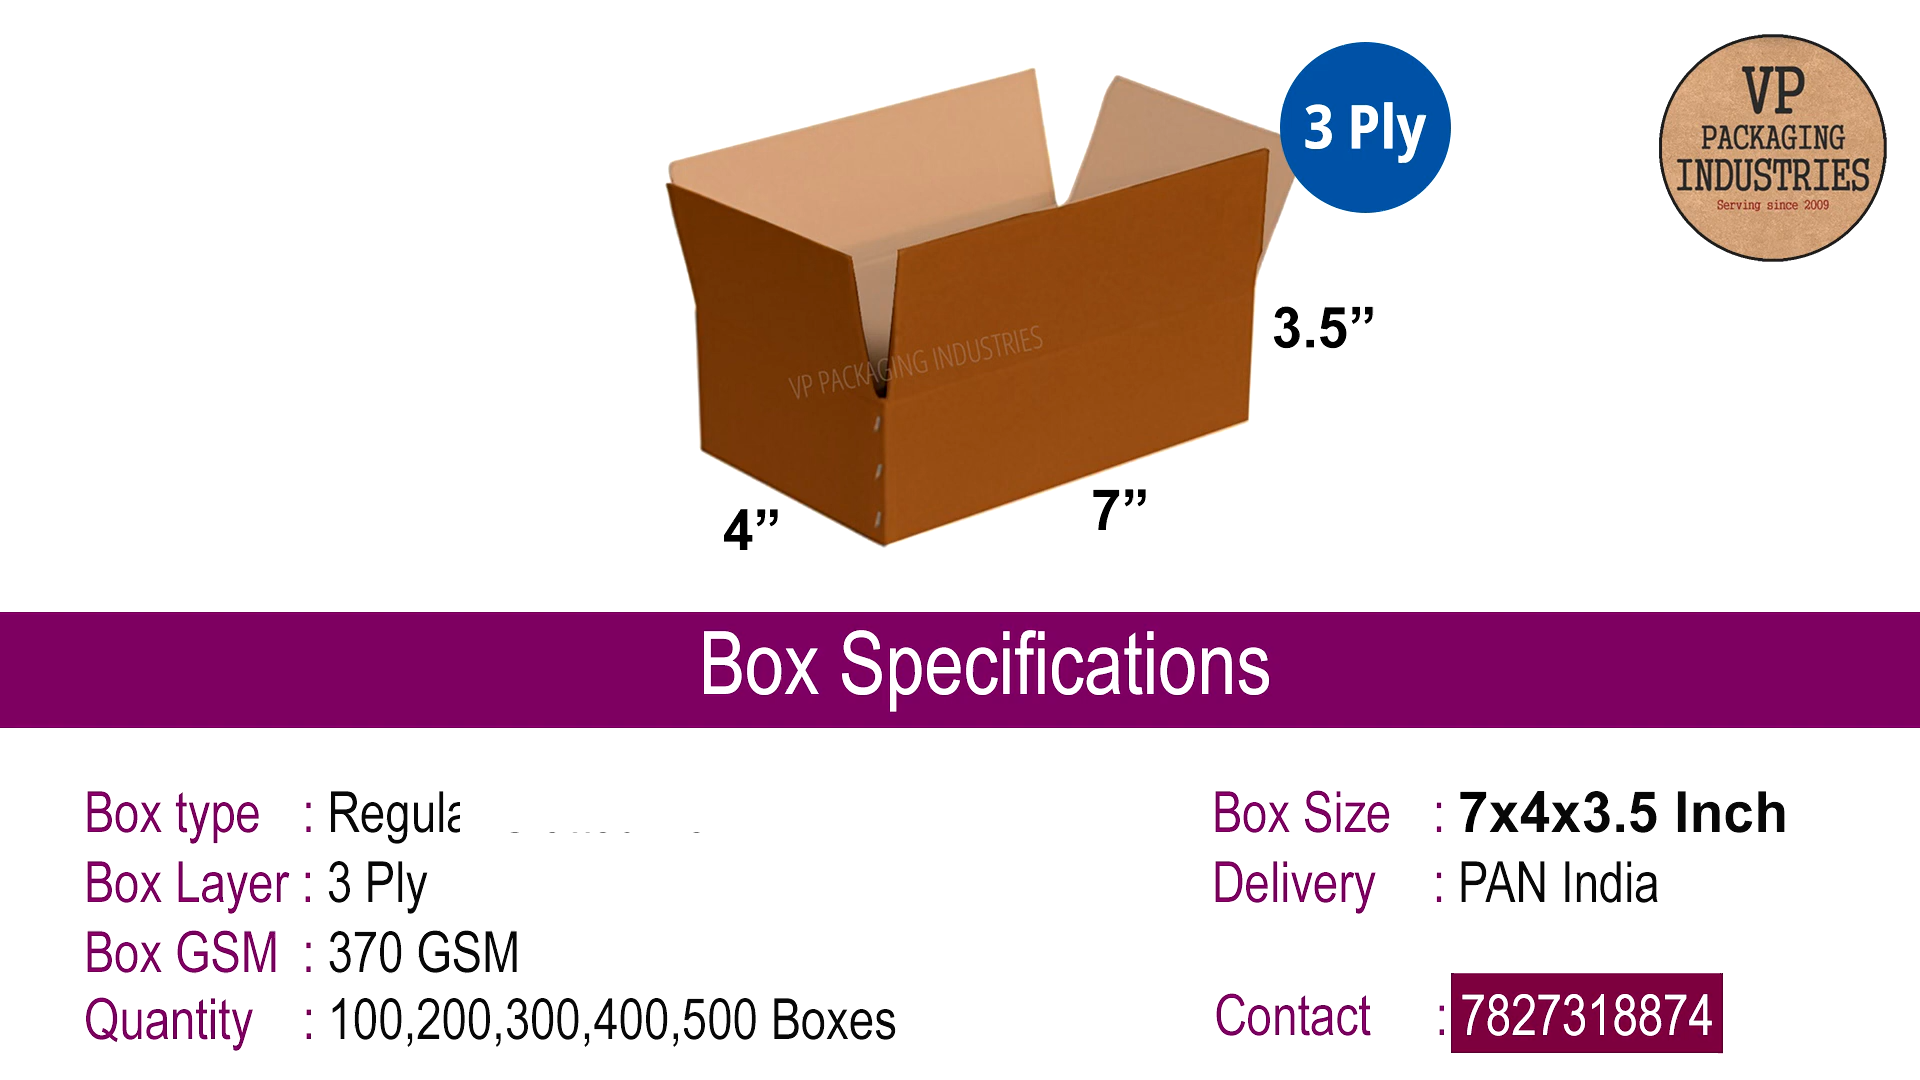 3 Ply
VP
PACKAGING
INDUSTRIES
Serving since 2009
3.5”
VP PACKAGING INDUSTRIES
7”
4”
Box Specifications
Box type :
Box Layer : 3 Ply
Box GSM : 370 GSM
Quantity : 100,200,300,400,500 Boxes
Box Size : 7x4x3.5 Inch
Delivery : PAN India
Contact : 7827318874